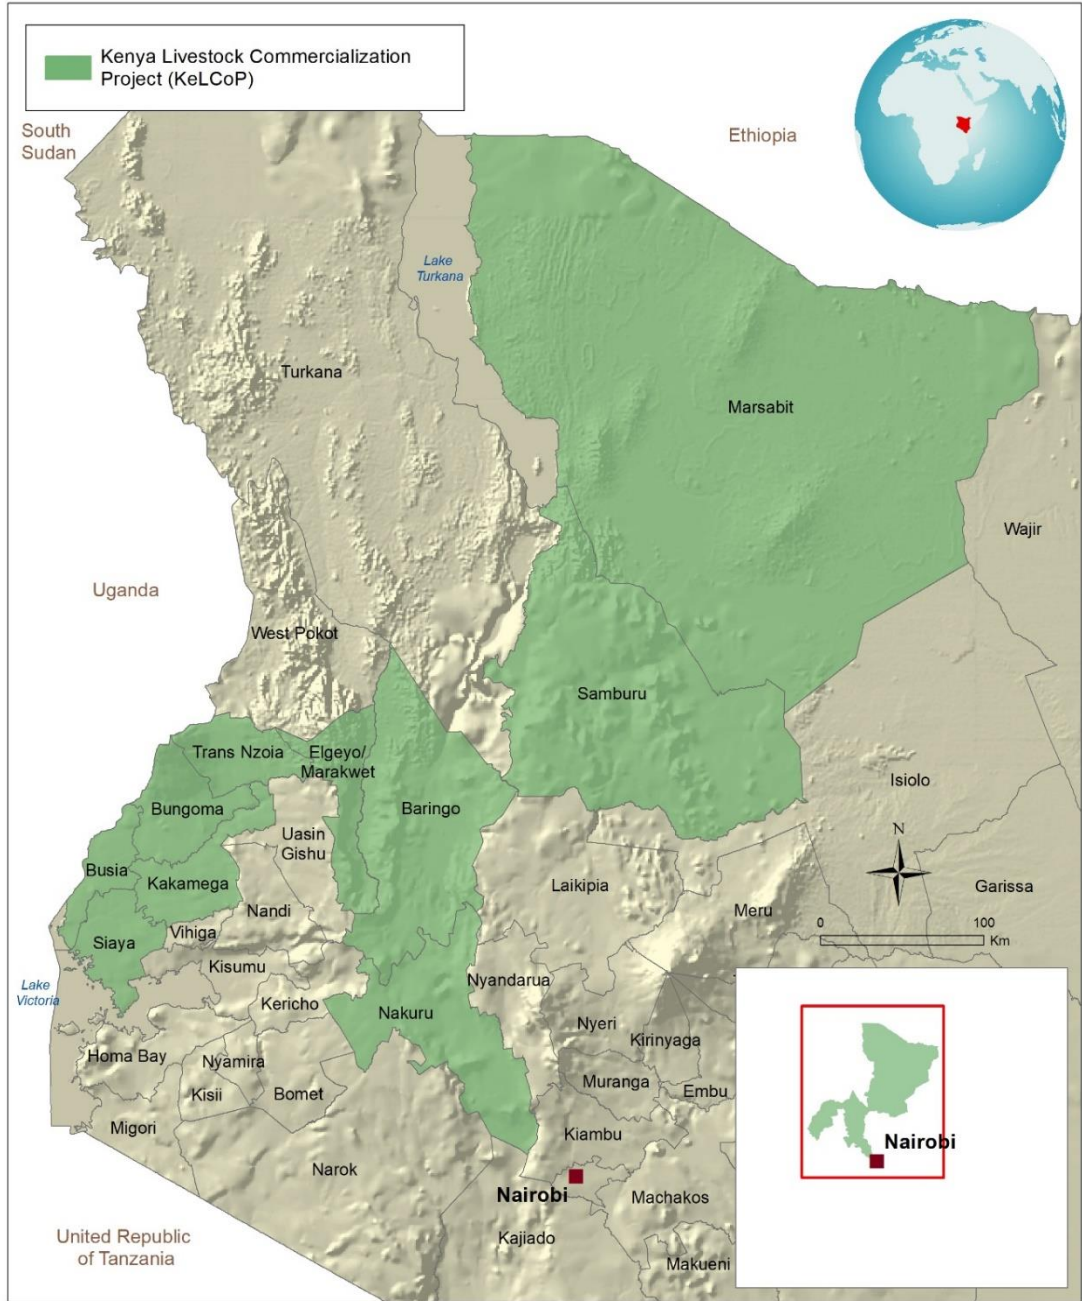 Kenya Livestock Commercialization
Project (KeLCoP)
South
Sudan
Ethiopia
Lake
Turkana
Turkana
Marsabit
Wajir
Uganda
West Pokot
Samburu
Trans Nzoia
Elgeyo/
Marakwet
Isiolo
Bungoma
Baringo
Uasin
Gishu
N
Busia
Kakamega
Laikipia
Garissa
Nandi
Meru
0
100
Km
Vihiga
Siaya
Kisumu
Lake
Victoria
Nyandarua
Kericho
Nakuru
Nyeri
Kirinyaga
Homa Bay
Nyamira
Muranga
Kisii
Bomet
Embu
Migori
Kiambu
Nairobi
Narok
Nairobi
Machakos
Kajiado
United Republic
of Tanzania
Makueni